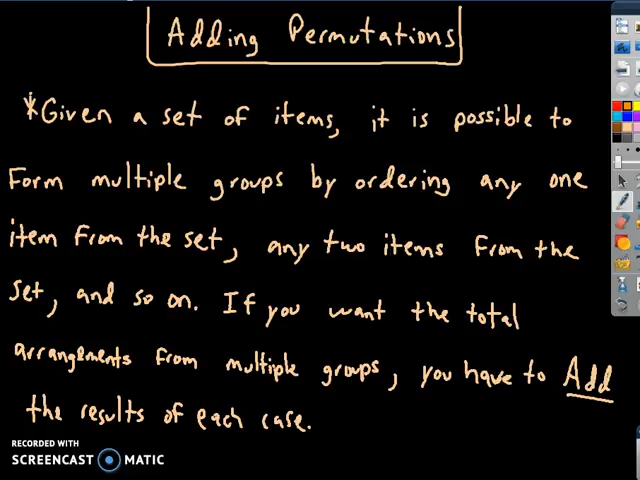 Adding Permutations
*Given a set of items, it is possible to
Form multiple groups by ordering any one
item from the set, any two items from the
set, and so on. If you want the total
arrangements from multiple groups, you have to Add
the results of each case.
RECORDED WITH
SCREENCAST MATIC